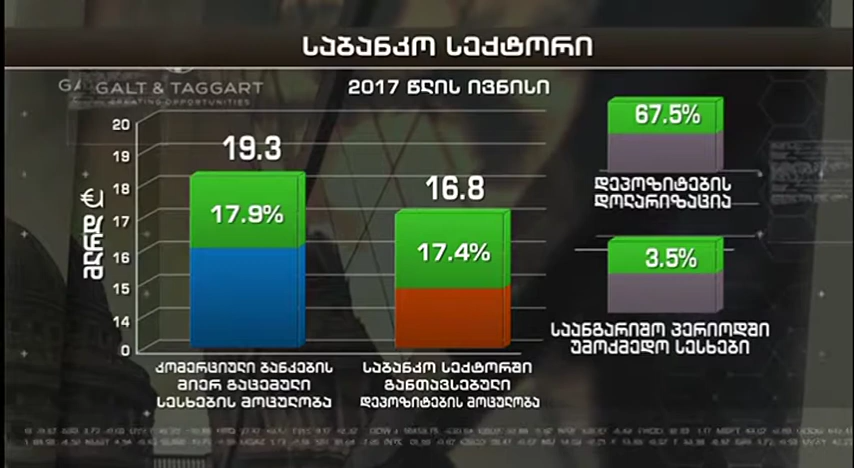 საბანკო სექტორი
GALT & TAGGART
CREATING OPPORTUNITIES
2017 წლის ივნისი
მლრდ ₾
20
19
18
17
16
15
14
0
19.3
17.9%
16.8
17.4%
კომერციული ბანკების
მიერ გაცემული
სესხების მოცულობა
საბანკო სექტორში
განთავსებული
დეპოზიტების მოცულობა
67.5%
დეპოზიტების
დოლარიზაცია
3.5%
საანგარიშო პერიოდში
უმოქმედო სესხები